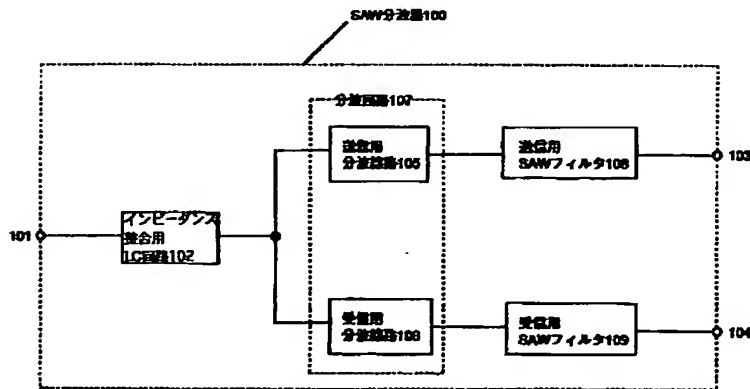 SAW分波器100
分波回路107
送信用
分波線路105
送信用
SAWフィルタ108
103
101
インピーダンス
整合用
LC回路102
受信用
分波線路106
受信用
SAWフィルタ109
104